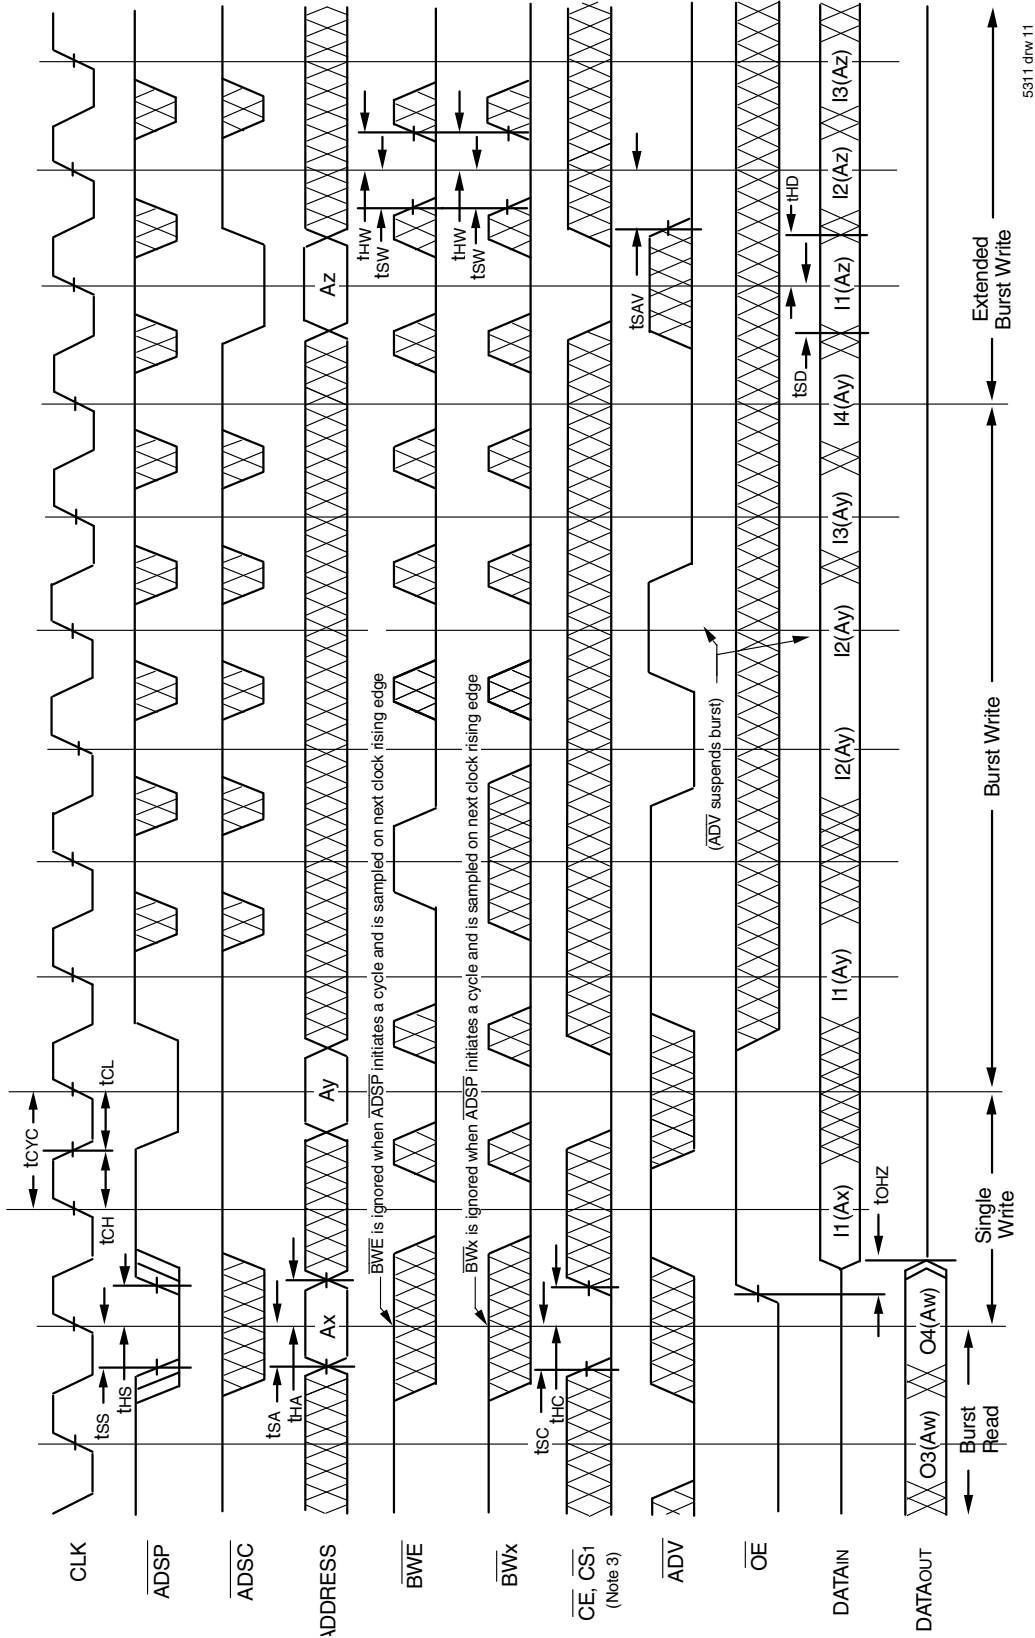 CLK
tCYC
tCH
tCL
tSS
tHS
ADSP
ADSC
tSA
tHA
ADDRESS
Ax
Ay
Az
BWE is ignored when ADSP initiates a cycle and is sampled on next clock rising edge
tHW
tSW
BWE
BWx is ignored when ADSP initiates a cycle and is sampled on next clock rising edge
tHW
tSW
BWx
tSC
tHC
CE, CS1
(Note 3)
tSAV
ADV
(ADV suspends burst)
OE
tSD
tHD
DATAIN
I1(Ax)
I1(Ay)
I2(Ay)
I2(Ay)
I3(Ay)
I4(Ay)
I1(Az)
I2(Az)
I3(Az)
tOHZ
DATAOUT
O3(Aw)
O4(Aw)
Burst
Read
Single
Write
Burst Write
Extended
Burst Write
5311 drw 11